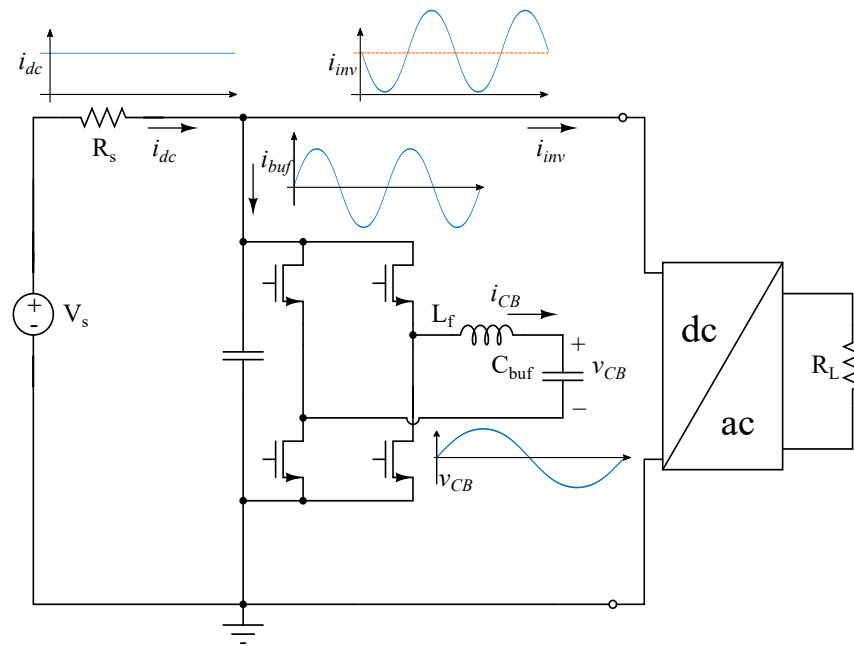 i_dc
i_inv
R_s
i_dc
i_buf
i_inv
V_s
+
-
L_f
i_CB
C_buf
+
v_CB
−
dc
ac
R_L
v_CB